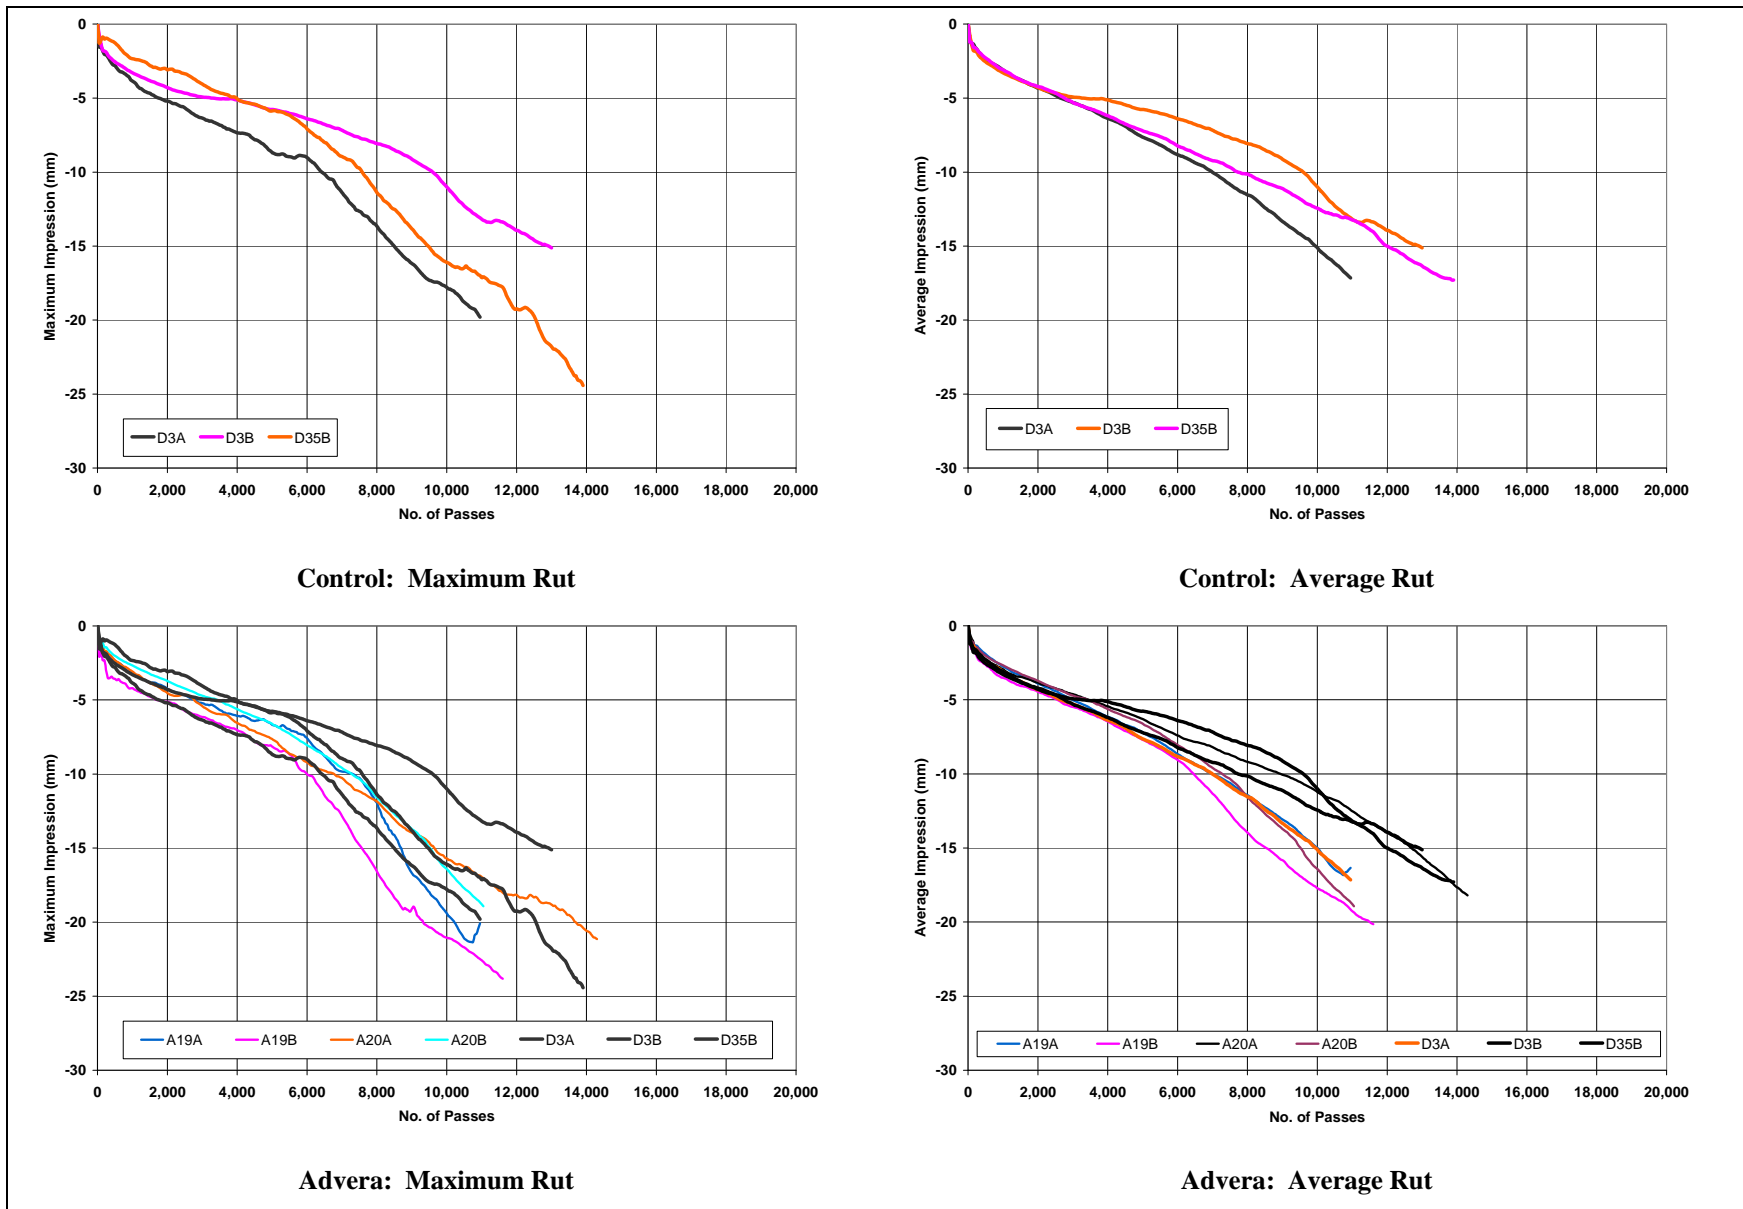 0
-5
-10
-15
-20
-25
-30
Maximum Impression (mm)
D3A D3B D35B
0 2,000 4,000 6,000 8,000 10,000 12,000 14,000 16,000 18,000 20,000
No. of Passes
Control: Maximum Rut
0
-5
-10
-15
-20
-25
-30
Average Impression (mm)
D3A D3B D35B
0 2,000 4,000 6,000 8,000 10,000 12,000 14,000 16,000 18,000 20,000
No. of Passes
Control: Average Rut
0
-5
-10
-15
-20
-25
-30
Maximum Impression (mm)
A19A A19B A20A A20B D3A D3B D35B
0 2,000 4,000 6,000 8,000 10,000 12,000 14,000 16,000 18,000 20,000
No. of Passes
Advera: Maximum Rut
0
-5
-10
-15
-20
-25
-30
Average Impression (mm)
A19A A19B A20A A20B D3A D3B D35B
0 2,000 4,000 6,000 8,000 10,000 12,000 14,000 16,000 18,000 20,000
No. of Passes
Advera: Average Rut